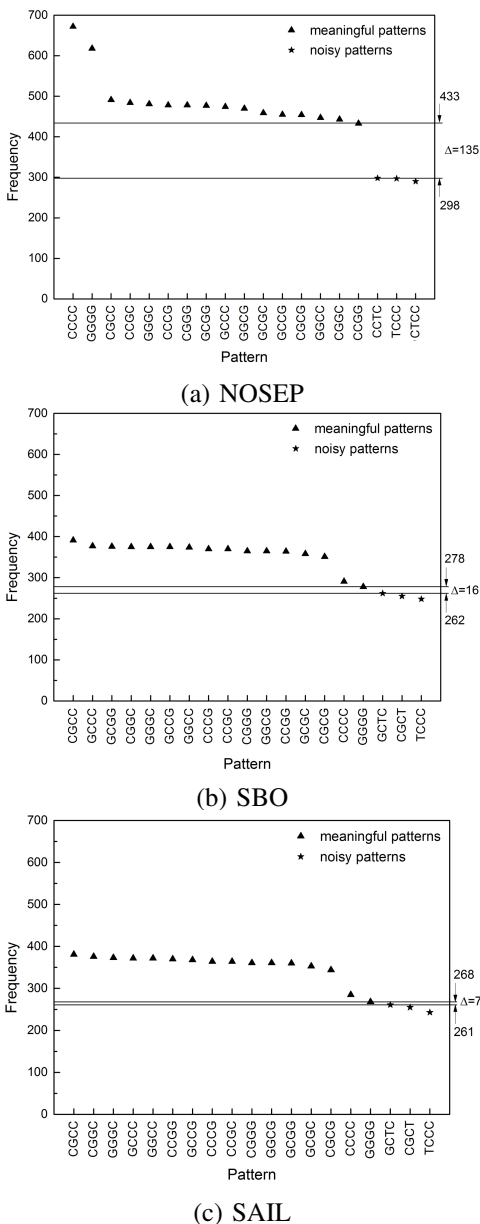 700
600
500
400
300
200
100
0
Frequency
meaningful patterns
noisy patterns
433
Δ=135
298
CCCC
GGGG
CGCC
CCGC
GGGC
CCCG
CGGG
GCGG
GCCC
GGCG
GCGC
GCCG
CGCG
GGCC
CGGC
CCGG
CCTC
TCCC
CTCC
Pattern
(a) NOSEP
700
600
500
400
300
200
100
0
Frequency
meaningful patterns
noisy patterns
278
Δ=16
262
CGCC
GCCC
GCGG
CGGC
GGGC
GCCG
GGCC
CCCG
CCGC
CGGG
GGCG
CCGG
GCGC
CGCG
CCCC
GGGG
GCTC
CGCT
TCCC
Pattern
(b) SBO
700
600
500
400
300
200
100
0
Frequency
meaningful patterns
noisy patterns
268
Δ=7
261
CGCC
CGGC
GGGC
GCCC
GGCC
CCGG
GCCG
CCCG
CCGC
CGGG
GGCG
GCGG
GCGC
CGCG
CCCC
GGGG
GCTC
CGCT
TCCC
Pattern
(c) SAIL